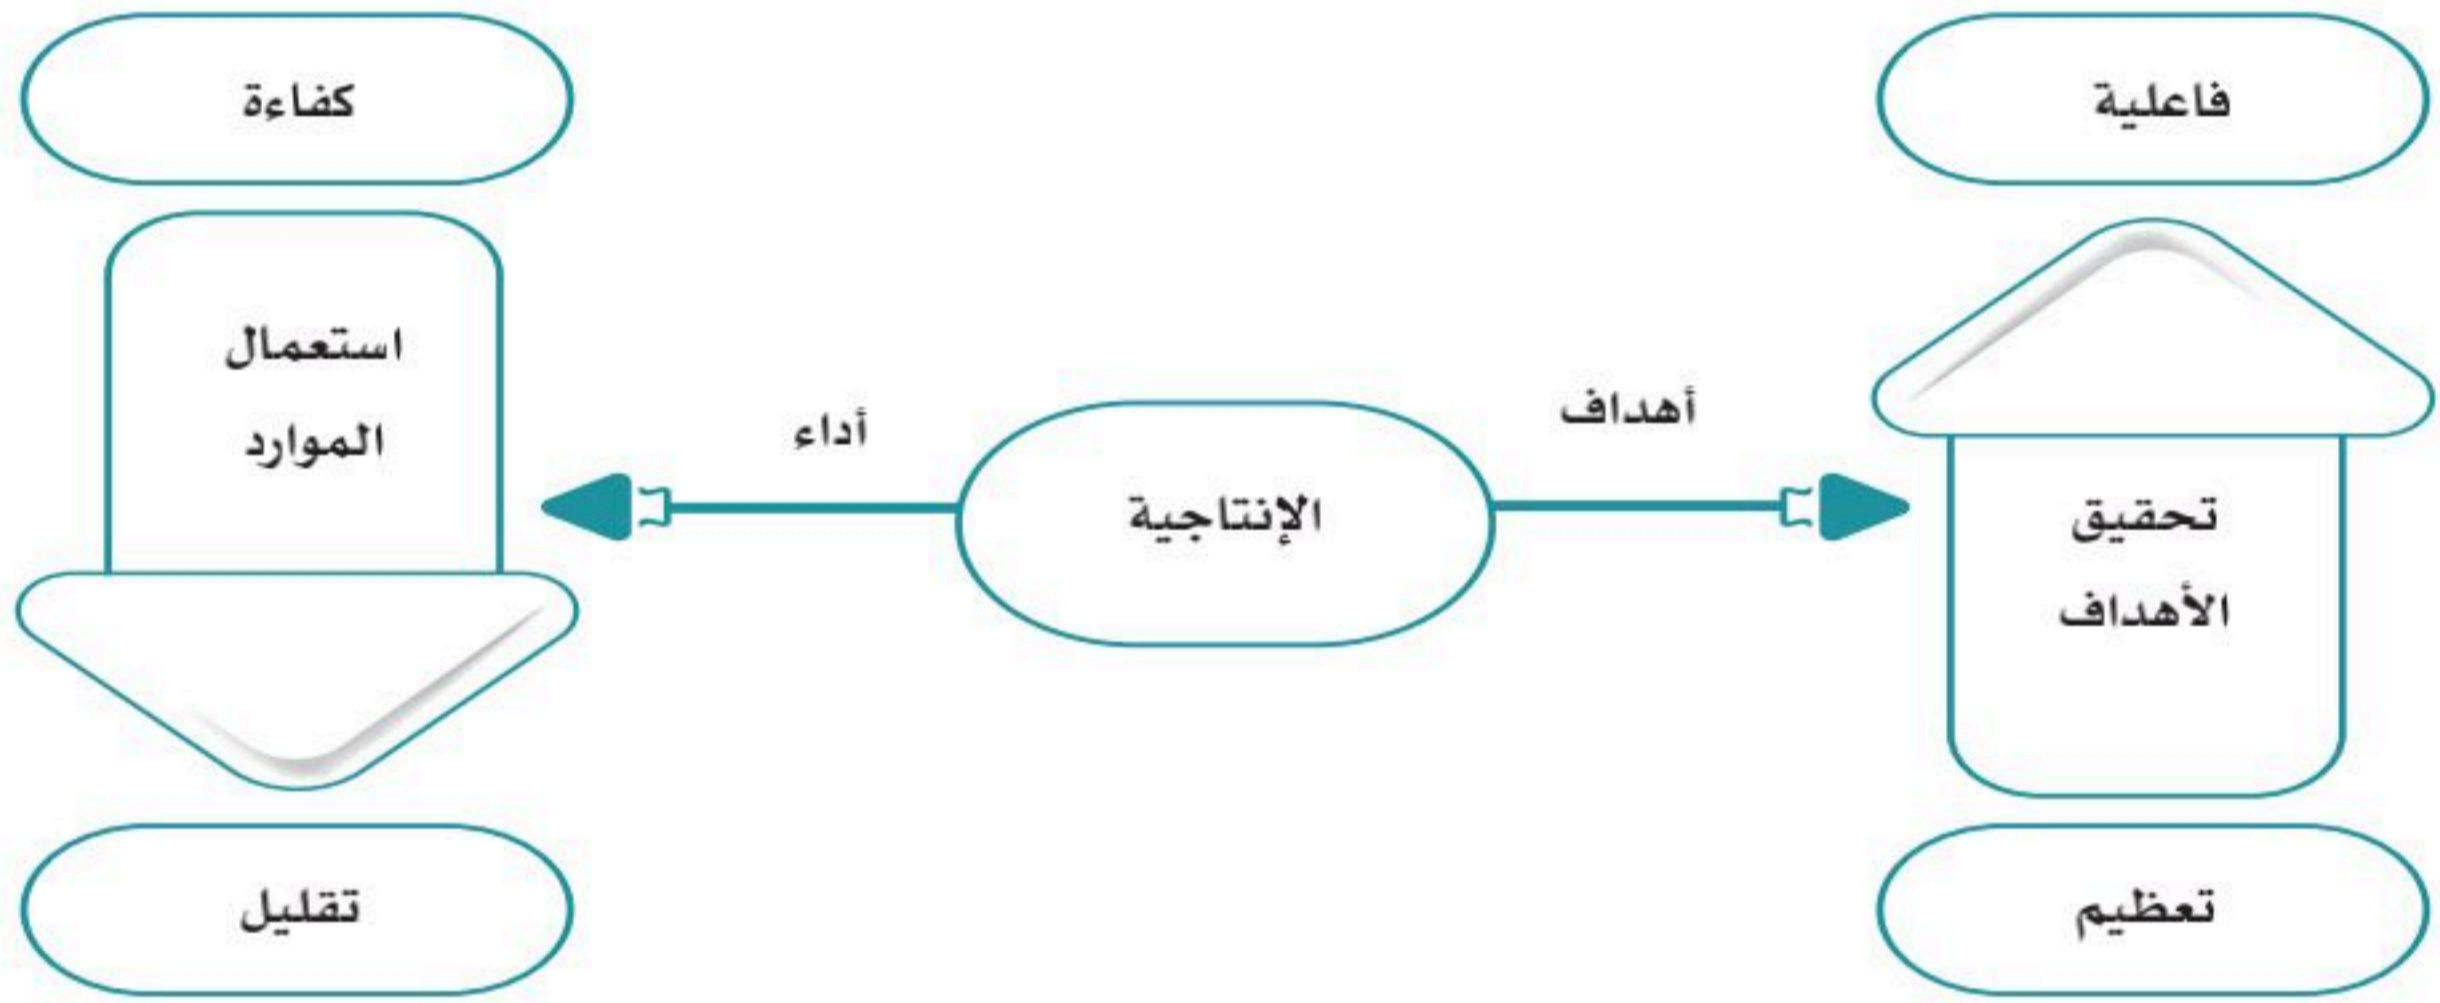 فاعلية
كفاءة
تحقيق
الأهداف
أهداف
الإنتاجية
أداء
استعمال
الموارد
تعظيم
تقليل